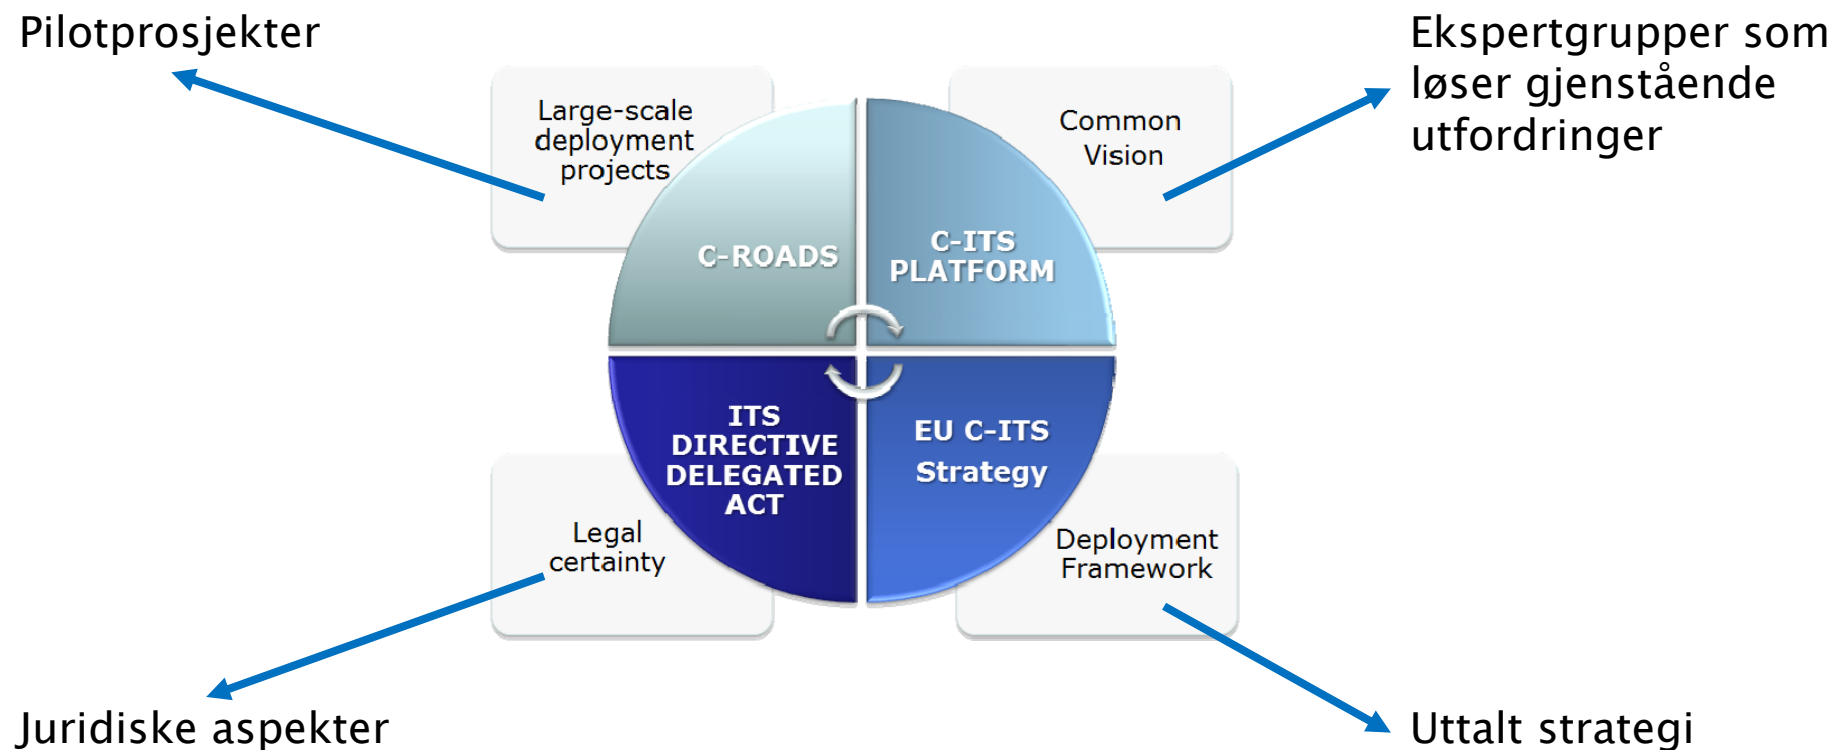 Pilotprosjekter
Ekspertgrupper som
løser gjenstående
utfordringer
Large-scale
deployment
projects
Common
Vision
C-ROADS
C-ITS
PLATFORM
ITS
DIRECTIVE
DELEGATED
ACT
EU C-ITS
Strategy
Legal
certainty
Deployment
Framework
Juridiske aspekter
Uttalt strategi